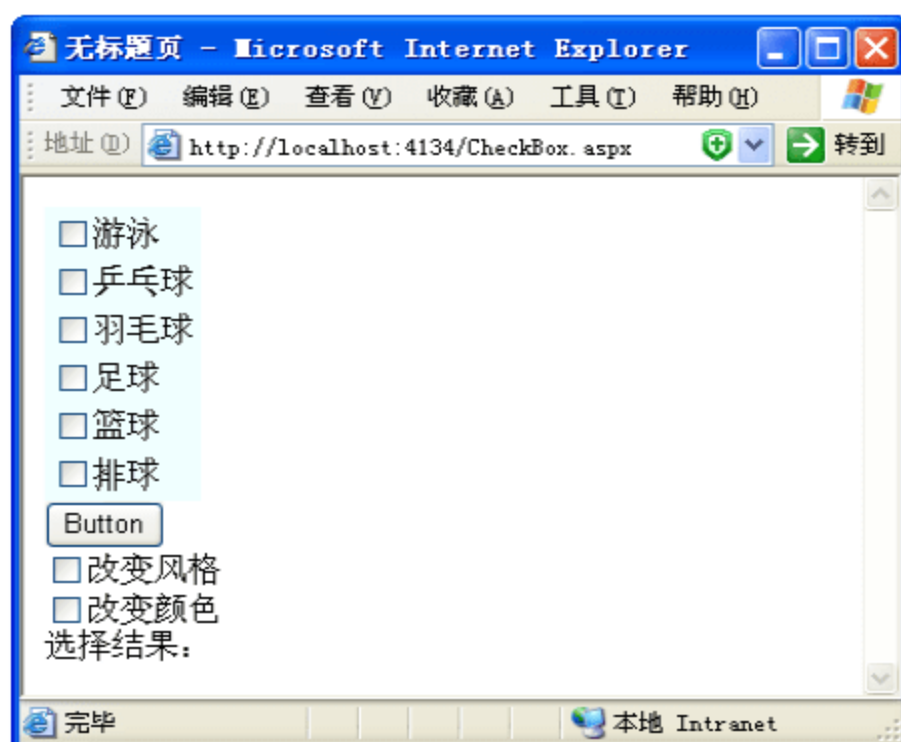 无标题页 - Microsoft Internet Explorer
文件(F) 编辑(E) 查看(V) 收藏(A) 工具(T) 帮助(H)
地址(D) http://localhost:4134/CheckBox.aspx 转到
游泳
乒乓球
羽毛球
足球
篮球
排球
Button
改变风格
改变颜色
选择结果：
完毕 本地 Intranet